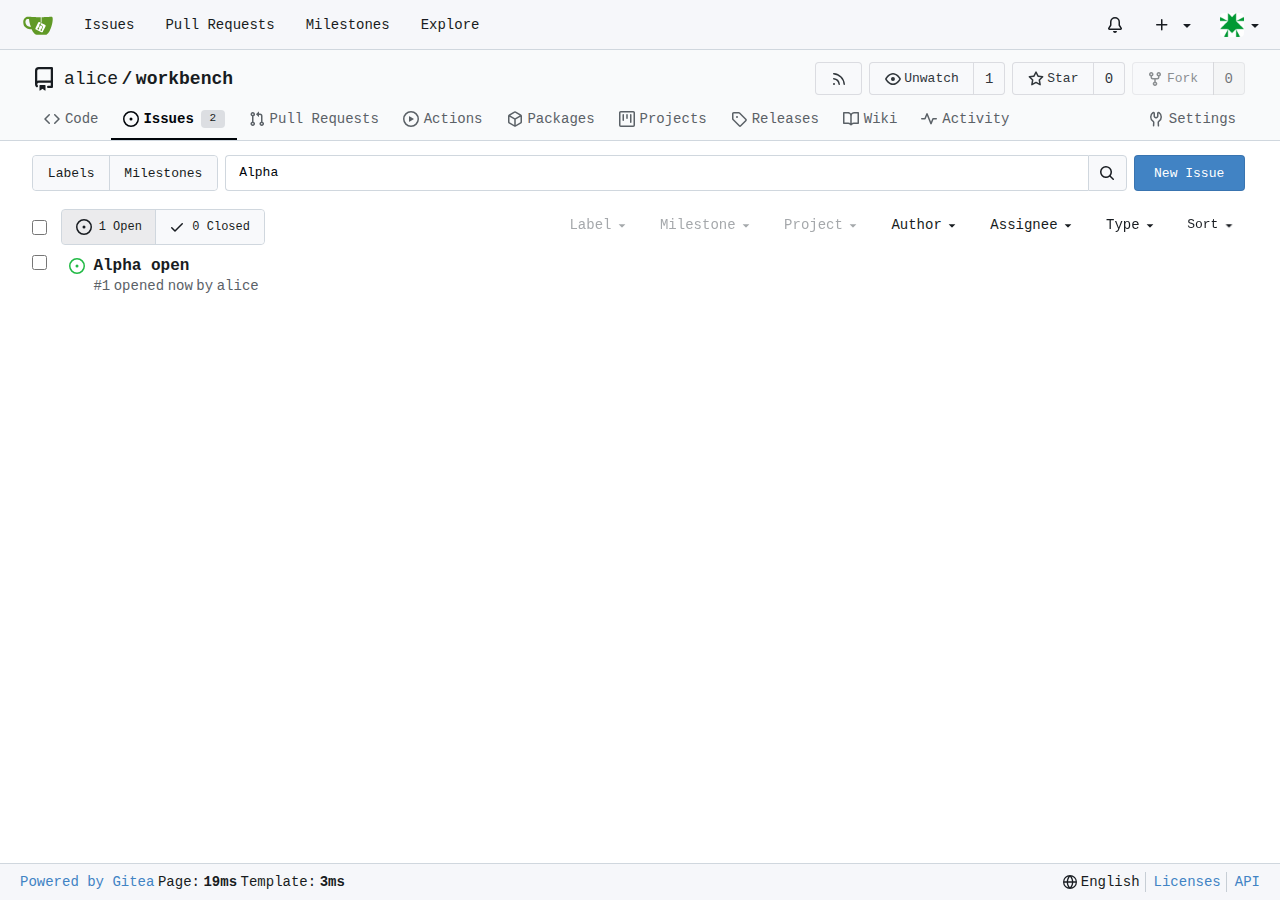 Issues Pull Requests Milestones Explore
alice / workbench Unwatch 1 Star 0 Fork 0
Code Issues 2 Pull Requests Actions Packages Projects Releases Wiki Activity Settings
Labels Milestones Alpha New Issue
1 Open 0 Closed Label Milestone Project Author Assignee Type Sort
Alpha open
#1 opened now by alice
Powered by Gitea Page: 19ms Template: 3ms English Licenses API